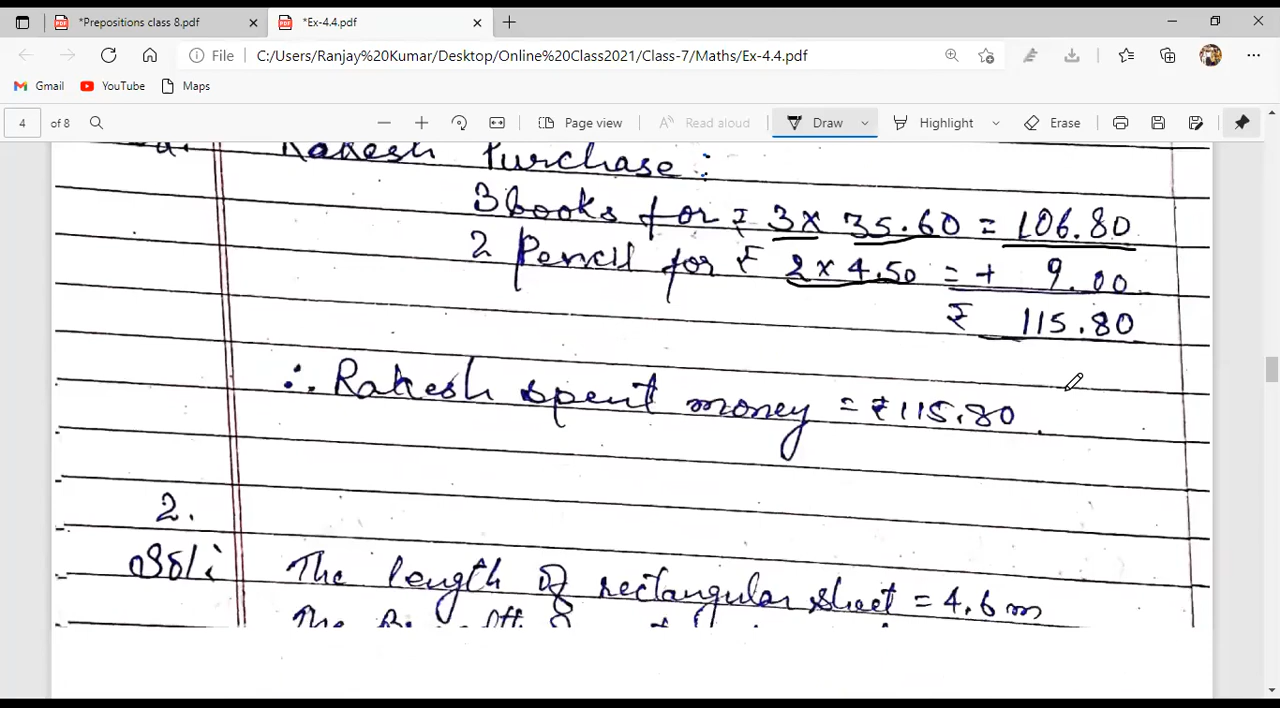 *Prepositions class 8.pdf
*Ex-4.4.pdf
File C:/Users/Ranjay%20Kumar/Desktop/Online%20Class2021/Class-7/Maths/Ex-4.4.pdf
Gmail YouTube Maps
4 of 8 Page view Read aloud Draw Highlight Erase
Rakesh Purchase :
3 books for ₹ 3 x 35.60 = 106.80
2 Pencil for ₹ 2 x 4.50 = + 9.00
₹ 115.80
∴ Rakesh spent money = ₹ 115.80.
2.
Sol: The length of rectangular sheet = 4.6 m
The